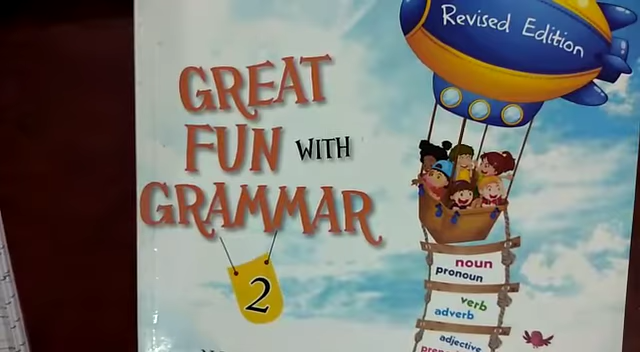 Revised Edition
GREAT
FUN WITH
GRAMMAR
2
noun
pronoun
verb
adverb
adjective